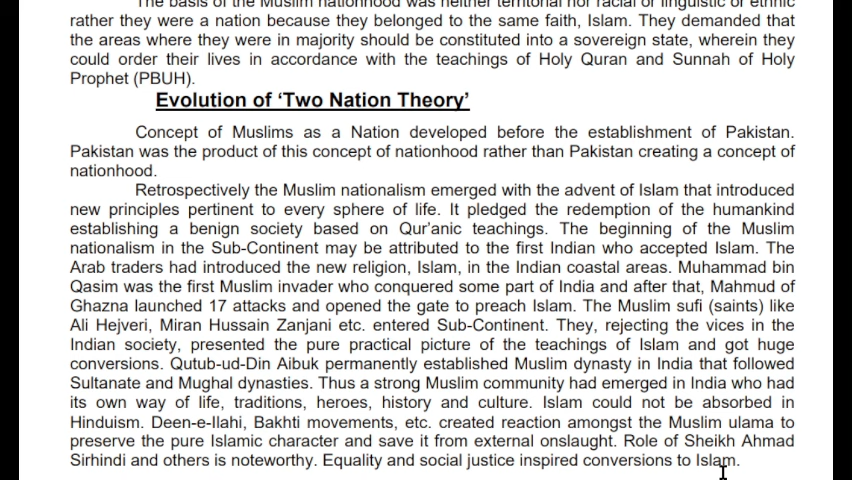 The basis of the Muslim nationhood was neither territorial nor racial or linguistic or ethnic
rather they were a nation because they belonged to the same faith, Islam. They demanded that
the areas where they were in majority should be constituted into a sovereign state, wherein they
could order their lives in accordance with the teachings of Holy Quran and Sunnah of Holy
Prophet (PBUH).
Evolution of ‘Two Nation Theory’
Concept of Muslims as a Nation developed before the establishment of Pakistan.
Pakistan was the product of this concept of nationhood rather than Pakistan creating a concept of
nationhood.
Retrospectively the Muslim nationalism emerged with the advent of Islam that introduced
new principles pertinent to every sphere of life. It pledged the redemption of the humankind
establishing a benign society based on Qur’anic teachings. The beginning of the Muslim
nationalism in the Sub-Continent may be attributed to the first Indian who accepted Islam. The
Arab traders had introduced the new religion, Islam, in the Indian coastal areas. Muhammad bin
Qasim was the first Muslim invader who conquered some part of India and after that, Mahmud of
Ghazna launched 17 attacks and opened the gate to preach Islam. The Muslim sufi (saints) like
Ali Hejveri, Miran Hussain Zanjani etc. entered Sub-Continent. They, rejecting the vices in the
Indian society, presented the pure practical picture of the teachings of Islam and got huge
conversions. Qutub-ud-Din Aibuk permanently established Muslim dynasty in India that followed
Sultanate and Mughal dynasties. Thus a strong Muslim community had emerged in India who had
its own way of life, traditions, heroes, history and culture. Islam could not be absorbed in
Hinduism. Deen-e-Ilahi, Bakhti movements, etc. created reaction amongst the Muslim ulama to
preserve the pure Islamic character and save it from external onslaught. Role of Sheikh Ahmad
Sirhindi and others is noteworthy. Equality and social justice inspired conversions to Islam.